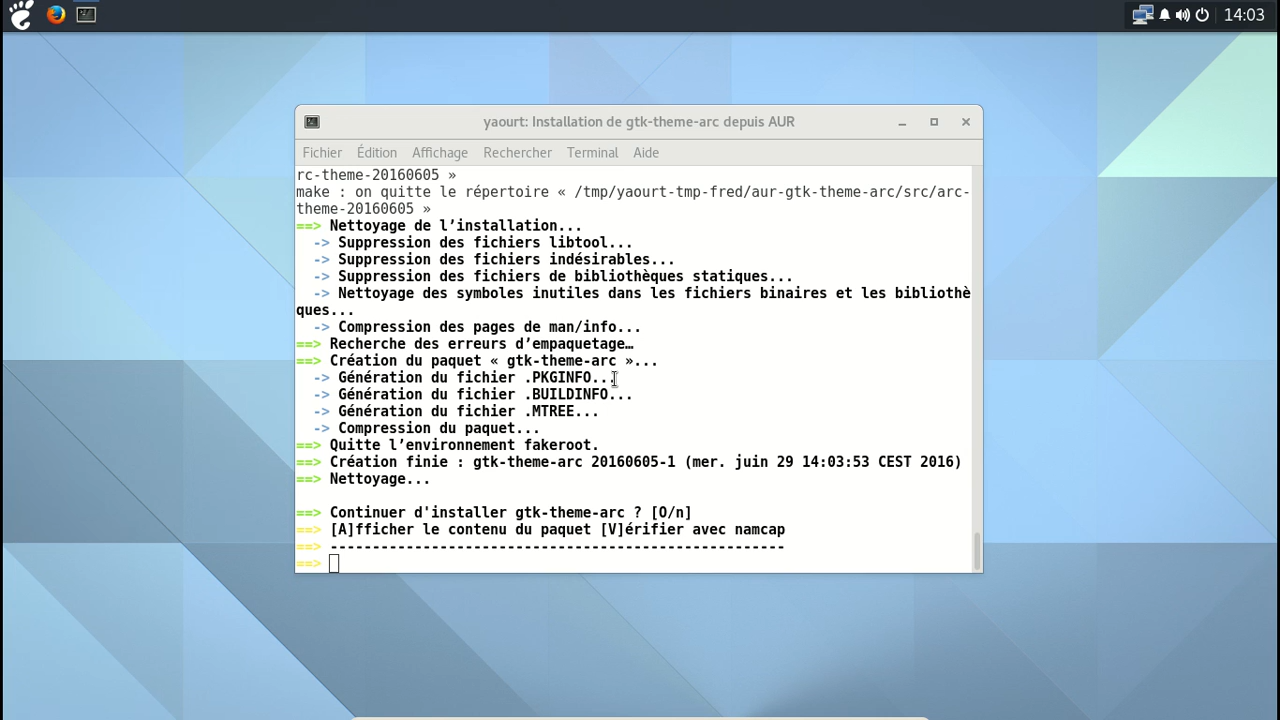 14:03
yaourt: Installation de gtk-theme-arc depuis AUR
Fichier Édition Affichage Rechercher Terminal Aide
rc-theme-20160605 »
make : on quitte le répertoire « /tmp/yaourt-tmp-fred/aur-gtk-theme-arc/src/arc-
theme-20160605 »
==> Nettoyage de l’installation...
-> Suppression des fichiers libtool...
-> Suppression des fichiers indésirables...
-> Suppression des fichiers de bibliothèques statiques...
-> Nettoyage des symboles inutiles dans les fichiers binaires et les bibliothè
ques...
-> Compression des pages de man/info...
==> Recherche des erreurs d’empaquetage…
==> Création du paquet « gtk-theme-arc »...
-> Génération du fichier .PKGINFO...
-> Génération du fichier .BUILDINFO...
-> Génération du fichier .MTREE...
-> Compression du paquet...
==> Quitte l’environnement fakeroot.
==> Création finie : gtk-theme-arc 20160605-1 (mer. juin 29 14:03:53 CEST 2016)
==> Nettoyage...
==> Continuer d'installer gtk-theme-arc ? [O/n]
==> [A]fficher le contenu du paquet [V]érifier avec namcap
==> ------------------------------------------------------
==>